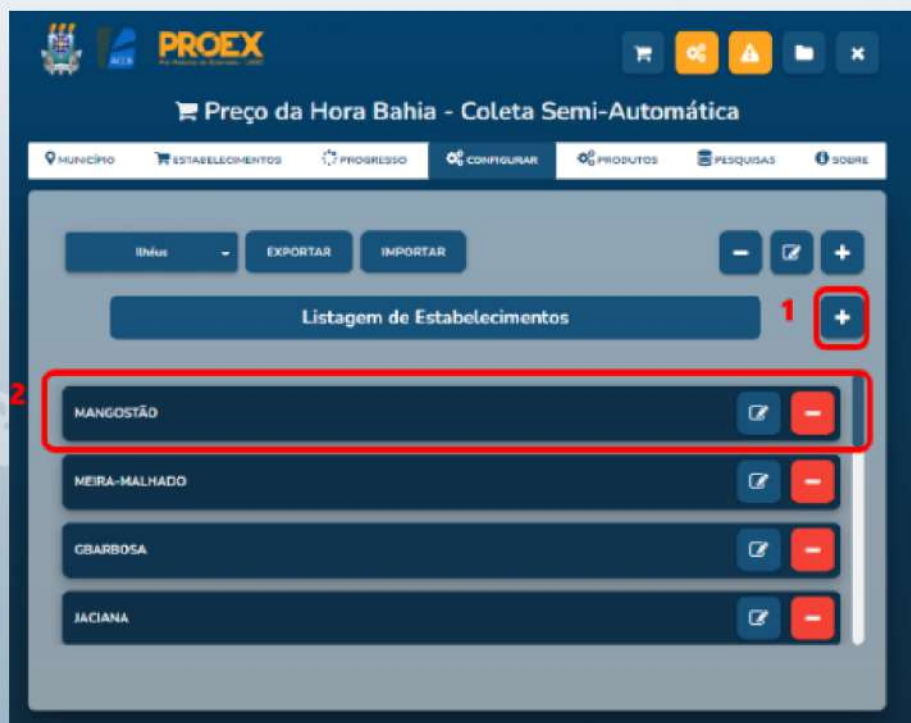 ACCB PROEX
Preço da Hora Bahia - Coleta Semi-Automática
MUNICÍPIO ESTABELECIMENTOS PROGRESSO CONFIGURAR PRODUTOS PESQUISAS SOBRE
Ilhéus EXPORTAR IMPORTAR
Listagem de Estabelecimentos 1
2
MANGOSTÃO
MEIRA-MALHADO
GBARBOSA
JACIANA